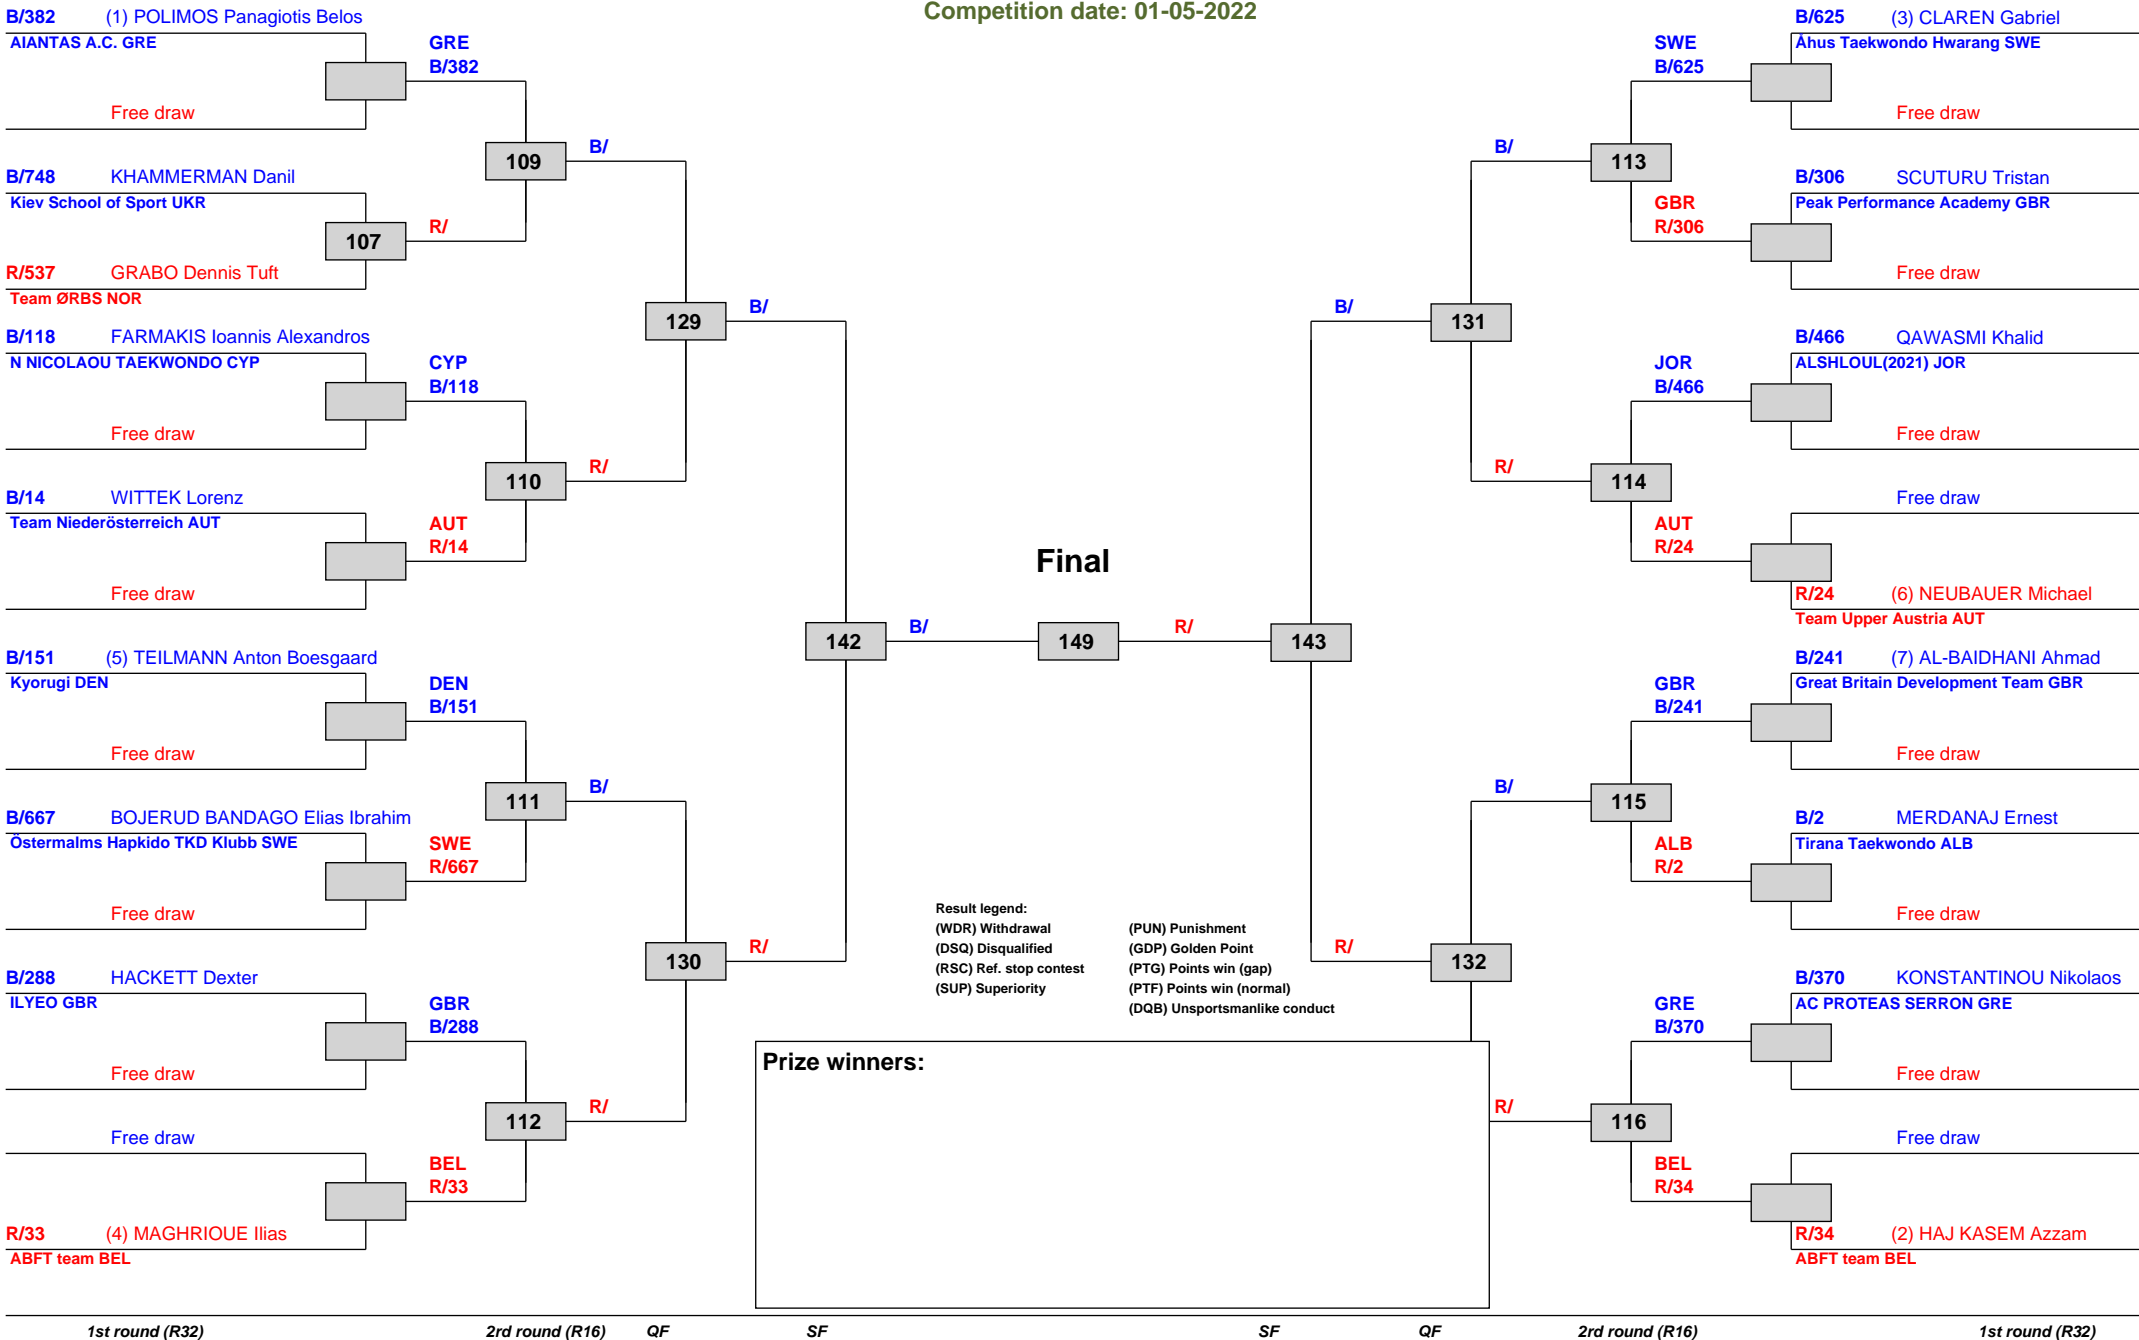 Competition date: 01-05-2022
B/382 (1) POLIMOS Panagiotis Belos
AIANTAS A.C. GRE
GRE
B/382
Free draw
109
B/
B/748 KHAMMERMAN Danil
Kiev School of Sport UKR
107
R/
R/537 GRABO Dennis Tuft
Team ØRBS NOR
129
B/
B/118 FARMAKIS Ioannis Alexandros
N NICOLAOU TAEKWONDO CYP
CYP
B/118
Free draw
110
R/
B/14 WITTEK Lorenz
Team Niederösterreich AUT
AUT
R/14
Free draw
142
B/
B/151 (5) TEILMANN Anton Boesgaard
Kyorugi DEN
DEN
B/151
Free draw
111
B/
B/667 BOJERUD BANDAGO Elias Ibrahim
Östermalms Hapkido TKD Klubb SWE
SWE
R/667
Free draw
130
R/
B/288 HACKETT Dexter
ILYEO GBR
GBR
B/288
Free draw
112
R/
Free draw
BEL
R/33
R/33 (4) MAGHRIOUE Ilias
ABFT team BEL
Final
149
R/
143
B/625 (3) CLAREN Gabriel
Åhus Taekwondo Hwarang SWE
SWE
B/625
Free draw
B/
113
B/306 SCUTURU Tristan
Peak Performance Academy GBR
GBR
R/306
Free draw
B/
131
B/466 QAWASMI Khalid
ALSHLOUL(2021) JOR
JOR
B/466
Free draw
R/
114
Free draw
AUT
R/24
R/24 (6) NEUBAUER Michael
Team Upper Austria AUT
B/241 (7) AL-BAIDHANI Ahmad
Great Britain Development Team GBR
GBR
B/241
Free draw
B/
115
B/2 MERDANAJ Ernest
Tirana Taekwondo ALB
ALB
R/2
Free draw
R/
132
B/370 KONSTANTINOU Nikolaos
AC PROTEAS SERRON GRE
GRE
B/370
Free draw
R/
116
Free draw
BEL
R/34
R/34 (2) HAJ KASEM Azzam
ABFT team BEL
Result legend:
(WDR) Withdrawal
(DSQ) Disqualified
(RSC) Ref. stop contest
(SUP) Superiority
(PUN) Punishment
(GDP) Golden Point
(PTG) Points win (gap)
(PTF) Points win (normal)
(DQB) Unsportsmanlike conduct
Prize winners:
1st round (R32) 2rd round (R16) QF SF SF QF 2rd round (R16) 1st round (R32)